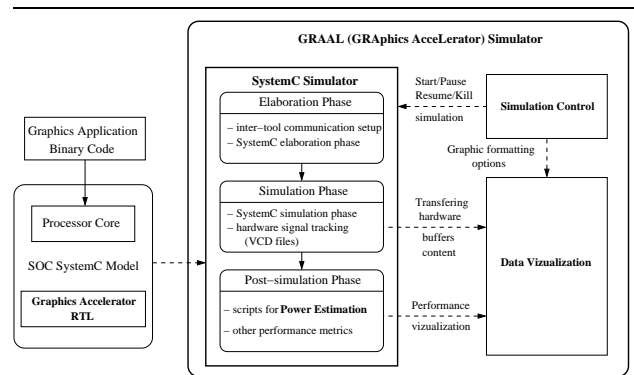 GRAAL (GRAphics AcceLerator) Simulator
SystemC Simulator
Elaboration Phase
– inter–tool communication setup
– SystemC elaboration phase
Start/Pause
Resume/Kill
simulation
Simulation Control
Graphics Application
Binary Code
Graphic formatting
options
Simulation Phase
– SystemC simulation phase
– hardware signal tracking
(VCD files)
Transfering
hardware
buffers
content
Processor Core
SOC SystemC Model
Data Vizualization
Graphics Accelerator
RTL
Post–simulation Phase
– scripts for Power Estimation
– other performance metrics
Performance
vizualization